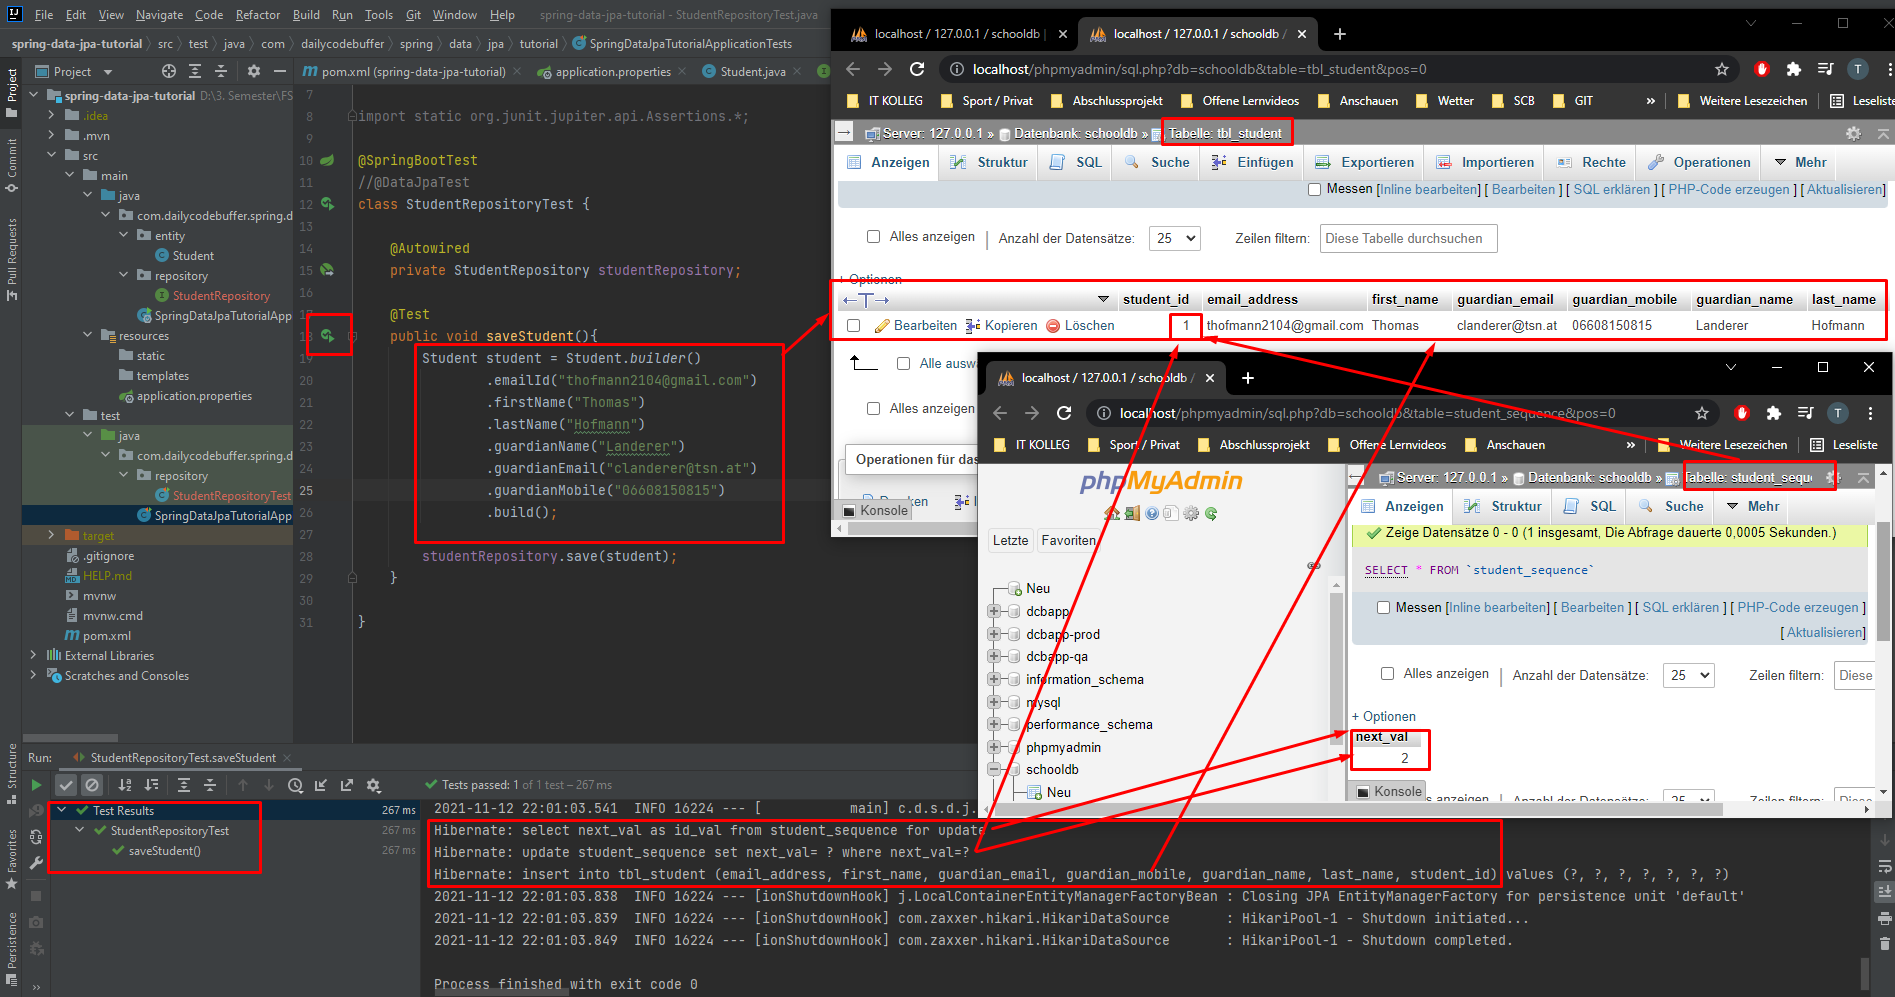 File Edit View Navigate Code Refactor Build Run Tools Git Window Help spring-data-jpa-tutorial - StudentRepositoryTest.java
spring-data-jpa-tutorial src test java com dailycodebuffer spring data jpa tutorial SpringDataJpaTutorialApplicationTests
Project
pom.xml (spring-data-jpa-tutorial) application.properties Student.java
Project
Commit
Pull Requests
Structure
Favorites
Persistence
spring-data-jpa-tutorial D:\3. Semester\FS
.idea
.mvn
src
main
java
com.dailycodebuffer.spring.d
entity
Student
repository
StudentRepository
SpringDataJpaTutorialApp
resources
static
templates
application.properties
test
java
com.dailycodebuffer.spring.d
repository
StudentRepositoryTest
SpringDataJpaTutorialApp
target
.gitignore
HELP.md
mvnw
mvnw.cmd
pom.xml
External Libraries
Scratches and Consoles
7
8 import static org.junit.jupiter.api.Assertions.*;
9
10 @SpringBootTest
11 //@DataJpaTest
12 class StudentRepositoryTest {
13
14 @Autowired
15 private StudentRepository studentRepository;
16
17 @Test
18 public void saveStudent(){
19 Student student = Student.builder()
20 .emailId("thofmann2104@gmail.com")
21 .firstName("Thomas")
22 .lastName("Hofmann")
23 .guardianName("Landerer")
24 .guardianEmail("clanderer@tsn.at")
25 .guardianMobile("06608150815")
26 .build();
27
28 studentRepository.save(student);
29 }
30
31 }
localhost / 127.0.0.1 / schooldb | localhost / 127.0.0.1 / schooldb /
localhost/phpmyadmin/sql.php?db=schooldb&table=tbl_student&pos=0
T
IT KOLLEG Sport / Privat Abschlussprojekt Offene Lernvideos Anschauen Wetter SCB GIT » Weitere Lesezeichen Leseliste
Server: 127.0.0.1 » Datenbank: schooldb » Tabelle: tbl_student
Anzeigen Struktur SQL Suche Einfügen Exportieren Importieren Rechte Operationen Mehr
Messen [Inline bearbeiten] [ Bearbeiten ] [ SQL erklären ] [ PHP-Code erzeugen ] [ Aktualisieren]
Alles anzeigen | Anzahl der Datensätze: 25 Zeilen filtern: Diese Tabelle durchsuchen
+ Optionen
←T→ student_id email_address first_name guardian_email guardian_mobile guardian_name last_name
Bearbeiten Kopieren Löschen 1 thofmann2104@gmail.com Thomas clanderer@tsn.at 06608150815 Landerer Hofmann
Alle ausw
Alles anzeigen
Operationen für das
Konsole
localhost / 127.0.0.1 / schooldb /
localhost/phpmyadmin/sql.php?db=schooldb&table=student_sequence&pos=0
T
IT KOLLEG Sport / Privat Abschlussprojekt Offene Lernvideos Anschauen » Weitere Lesezeichen Leseliste
phpMyAdmin
Letzte Favoriten
Neu
dcbapp
dcbapp-prod
dcbapp-qa
information_schema
mysql
performance_schema
phpmyadmin
schooldb
Neu
Server: 127.0.0.1 » Datenbank: schooldb » Tabelle: student_sequ
Anzeigen Struktur SQL Suche Mehr
Zeige Datensätze 0 - 0 (1 insgesamt, Die Abfrage dauerte 0,0005 Sekunden.)
SELECT * FROM `student_sequence`
Messen [Inline bearbeiten] [ Bearbeiten ] [ SQL erklären ] [ PHP-Code erzeugen ]
[ Aktualisieren]
Alles anzeigen | Anzahl der Datensätze: 25 Zeilen filtern: Diese
+ Optionen
next_val
2
Konsole
Run: StudentRepositoryTest.saveStudent
Tests passed: 1 of 1 test – 267 ms
Test Results 267 ms
StudentRepositoryTest 267 ms
saveStudent() 267 ms
2021-11-12 22:01:03.541 INFO 16224 --- [ main] c.d.s.d.j.
Hibernate: select next_val as id_val from student_sequence for update
Hibernate: update student_sequence set next_val= ? where next_val=?
Hibernate: insert into tbl_student (email_address, first_name, guardian_email, guardian_mobile, guardian_name, last_name, student_id) values (?, ?, ?, ?, ?, ?, ?)
2021-11-12 22:01:03.838 INFO 16224 --- [ionShutdownHook] j.LocalContainerEntityManagerFactoryBean : Closing JPA EntityManagerFactory for persistence unit 'default'
2021-11-12 22:01:03.839 INFO 16224 --- [ionShutdownHook] com.zaxxer.hikari.HikariDataSource : HikariPool-1 - Shutdown initiated...
2021-11-12 22:01:03.849 INFO 16224 --- [ionShutdownHook] com.zaxxer.hikari.HikariDataSource : HikariPool-1 - Shutdown completed.
Process finished with exit code 0